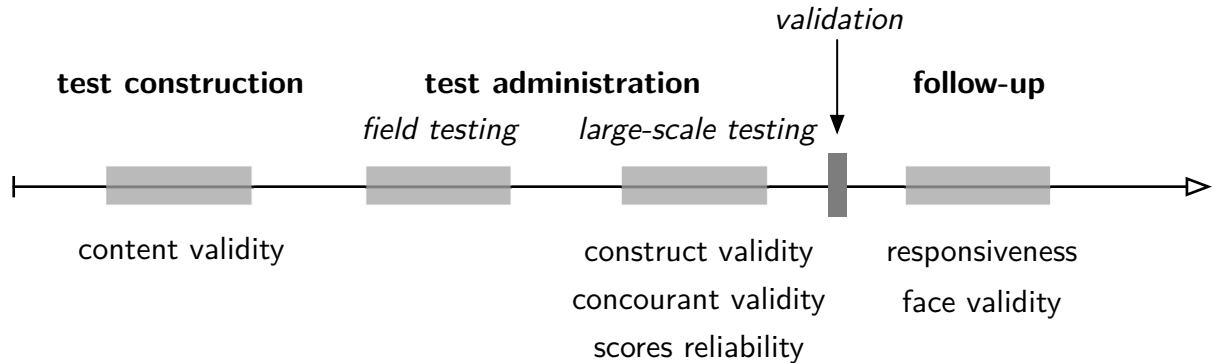 validation
test construction
test administration
follow-up
field testing
large-scale testing
content validity
construct validity
responsiveness
concourant validity
face validity
scores reliability